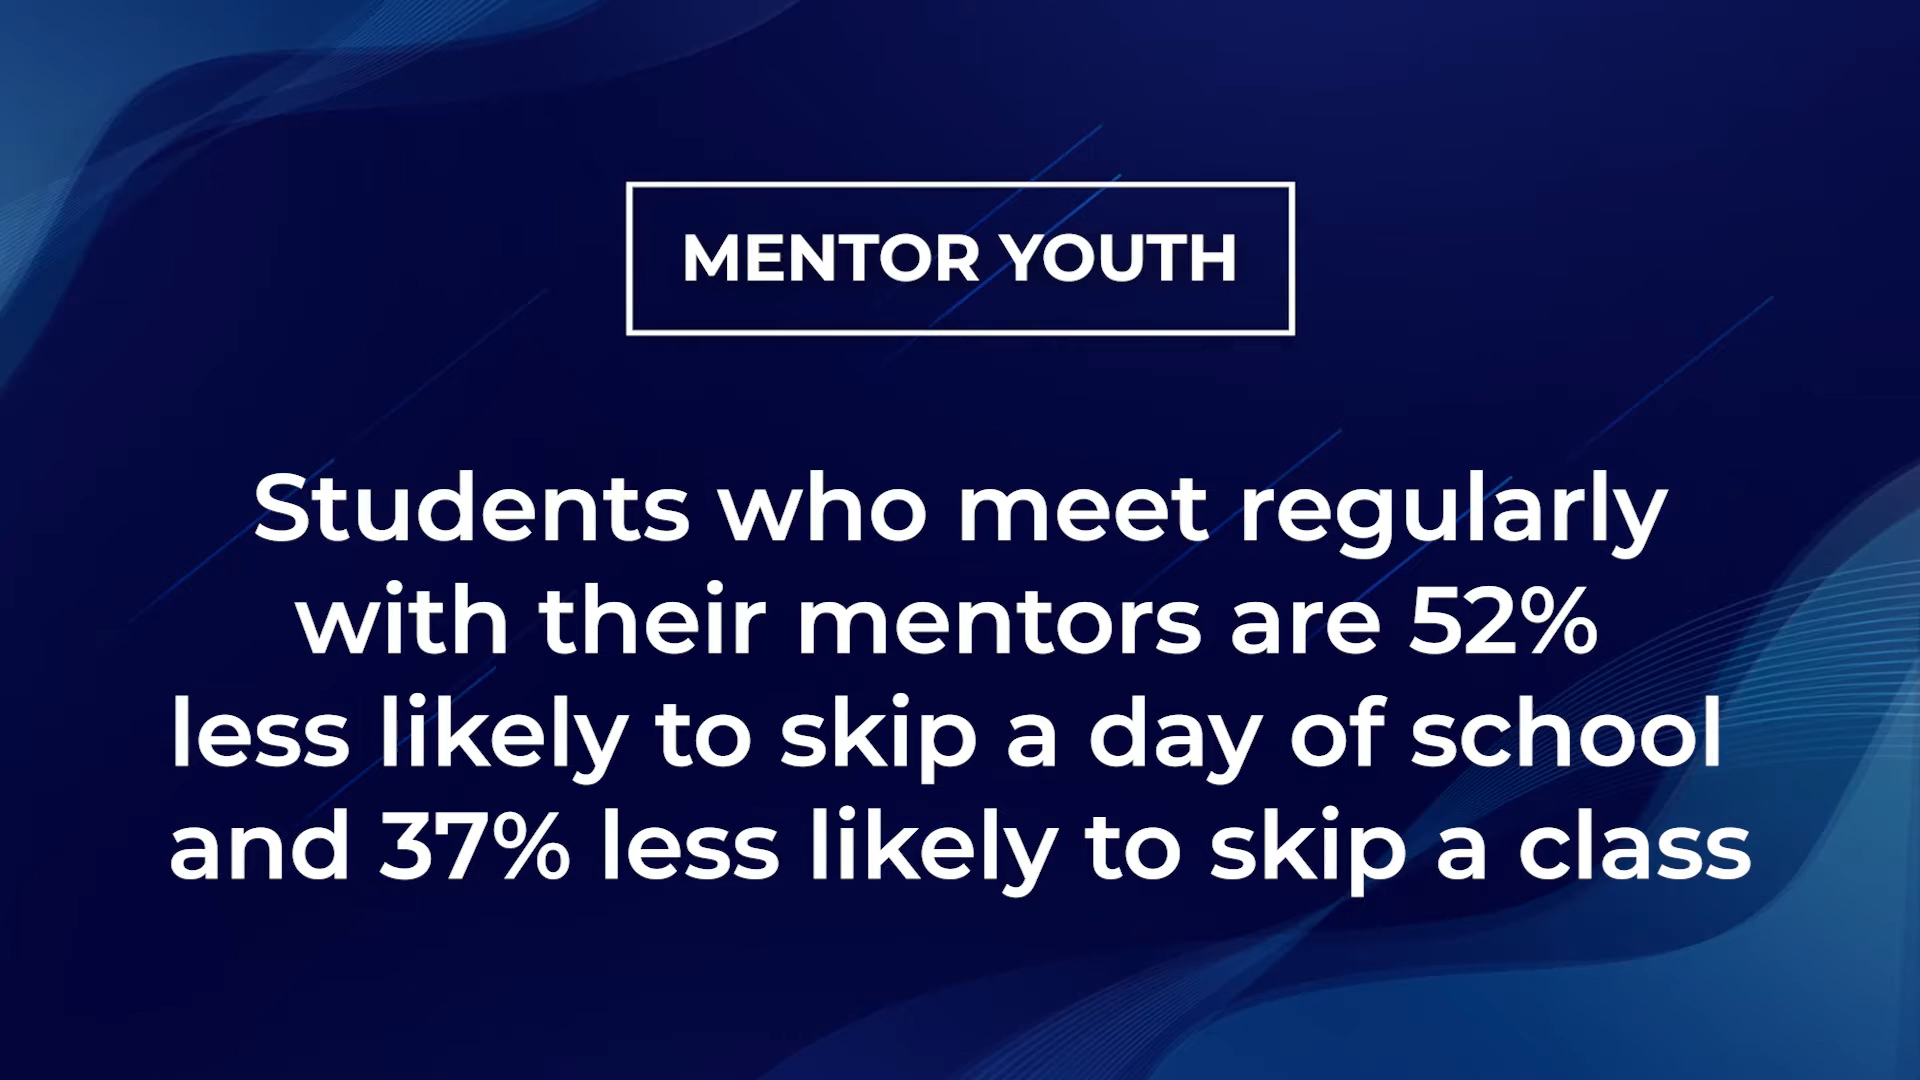 MENTOR YOUTH
Students who meet regularly
with their mentors are 52%
less likely to skip a day of school
and 37% less likely to skip a class